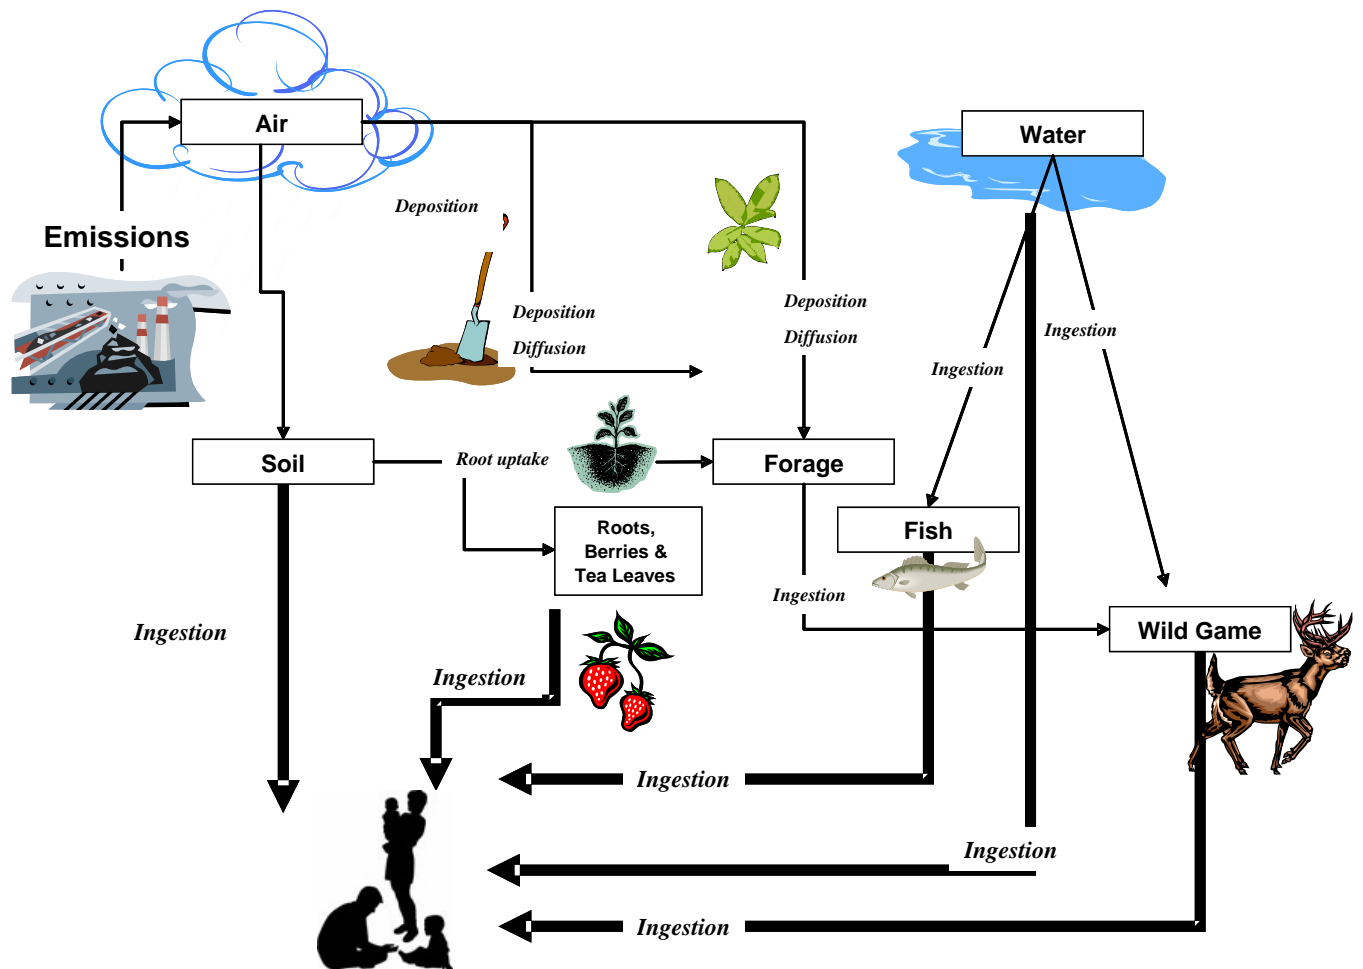 Air
Water
Deposition
Emissions
Deposition
Diffusion
Deposition
Diffusion
Ingestion
Ingestion
Soil
Root uptake
Forage
Roots,
Berries &
Tea Leaves
Fish
Ingestion
Wild Game
Ingestion
Ingestion
Ingestion
Ingestion
Ingestion